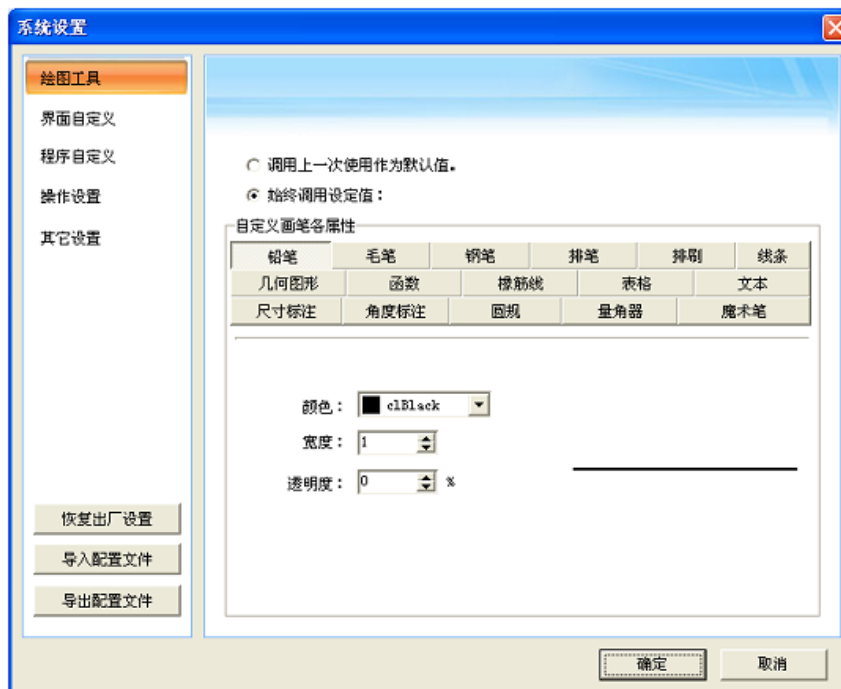 系统设置
绘图工具
界面自定义
程序自定义
操作设置
其它设置
恢复出厂设置
导入配置文件
导出配置文件
调用上一次使用作为默认值。
始终调用设定值：
自定义画笔各属性
铅笔 毛笔 钢笔 排笔 排刷 线条
几何图形 函数 橡筋线 表格 文本
尺寸标注 角度标注 圆规 量角器 魔术笔
颜色： clBlack
宽度： 1
透明度： 0 %
确定 取消